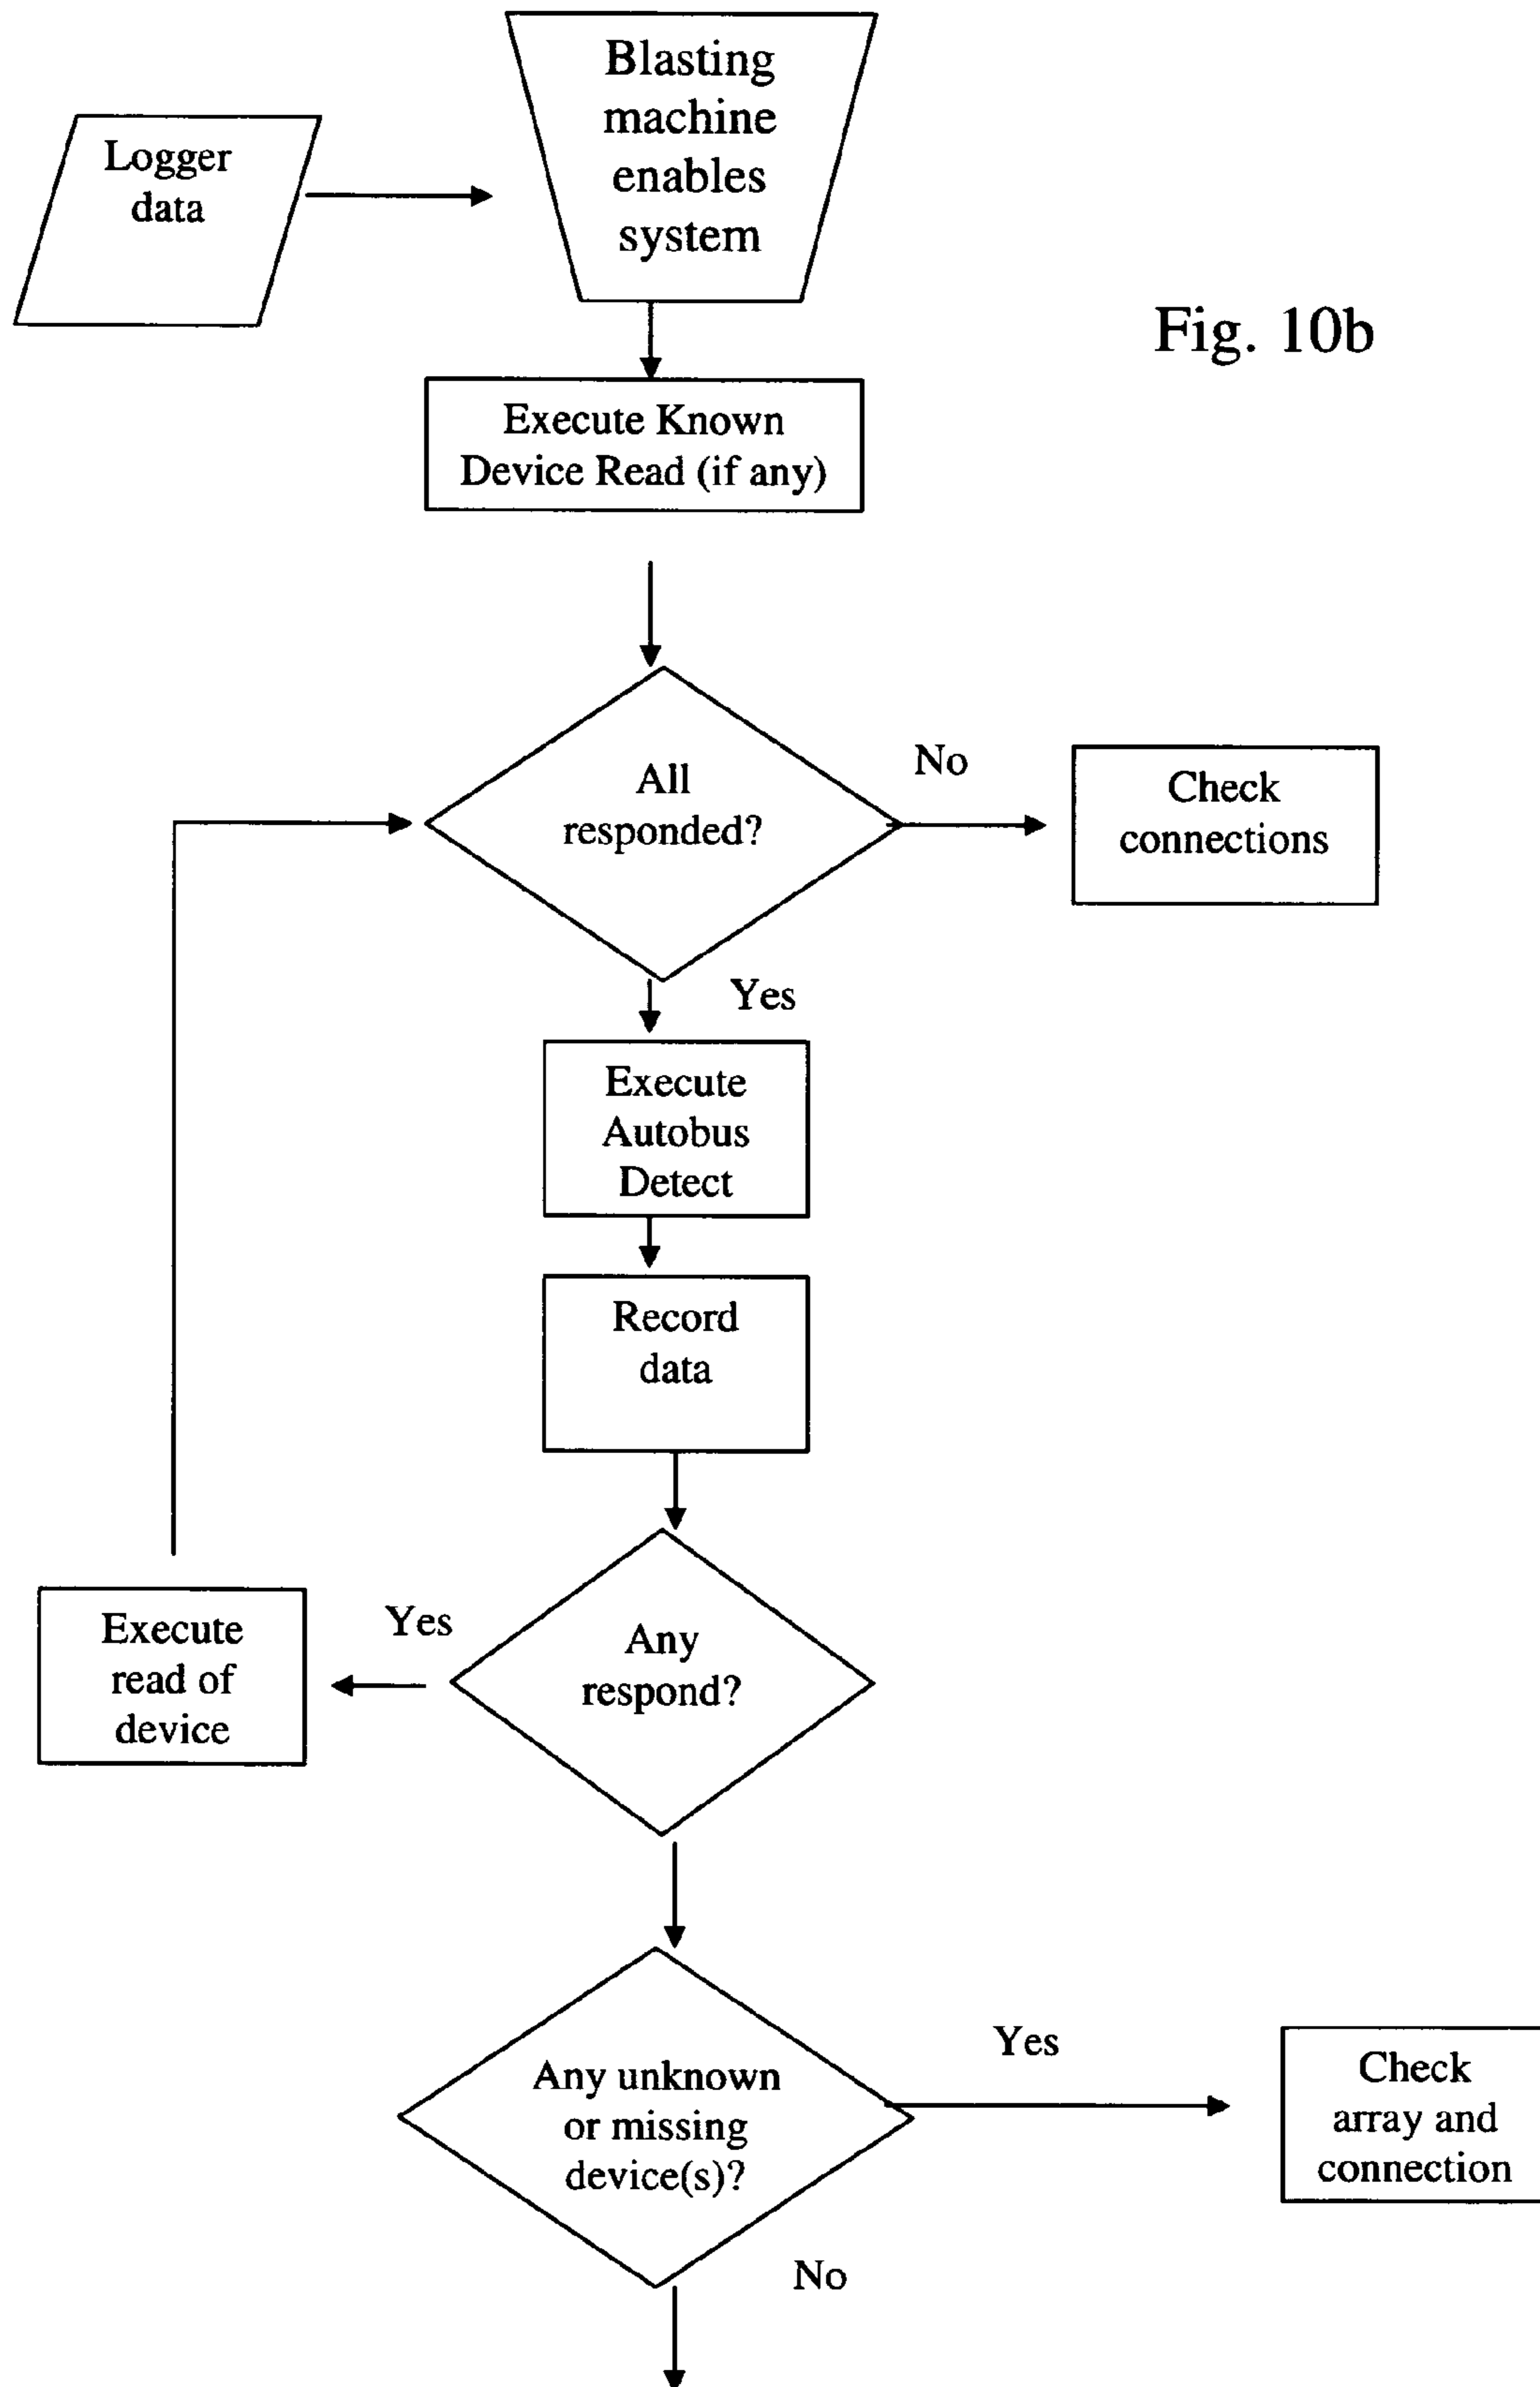 Blasting
machine
enables
system
Logger
data
Fig. 10b
Execute Known
Device Read (if any)
All
responded?
No
Check
connections
Yes
Execute
Autobus
Detect
Record
data
Any
respond?
Yes
Execute
read of
device
Any unknown
or missing
device(s)?
Yes
Check
array and
connection
No